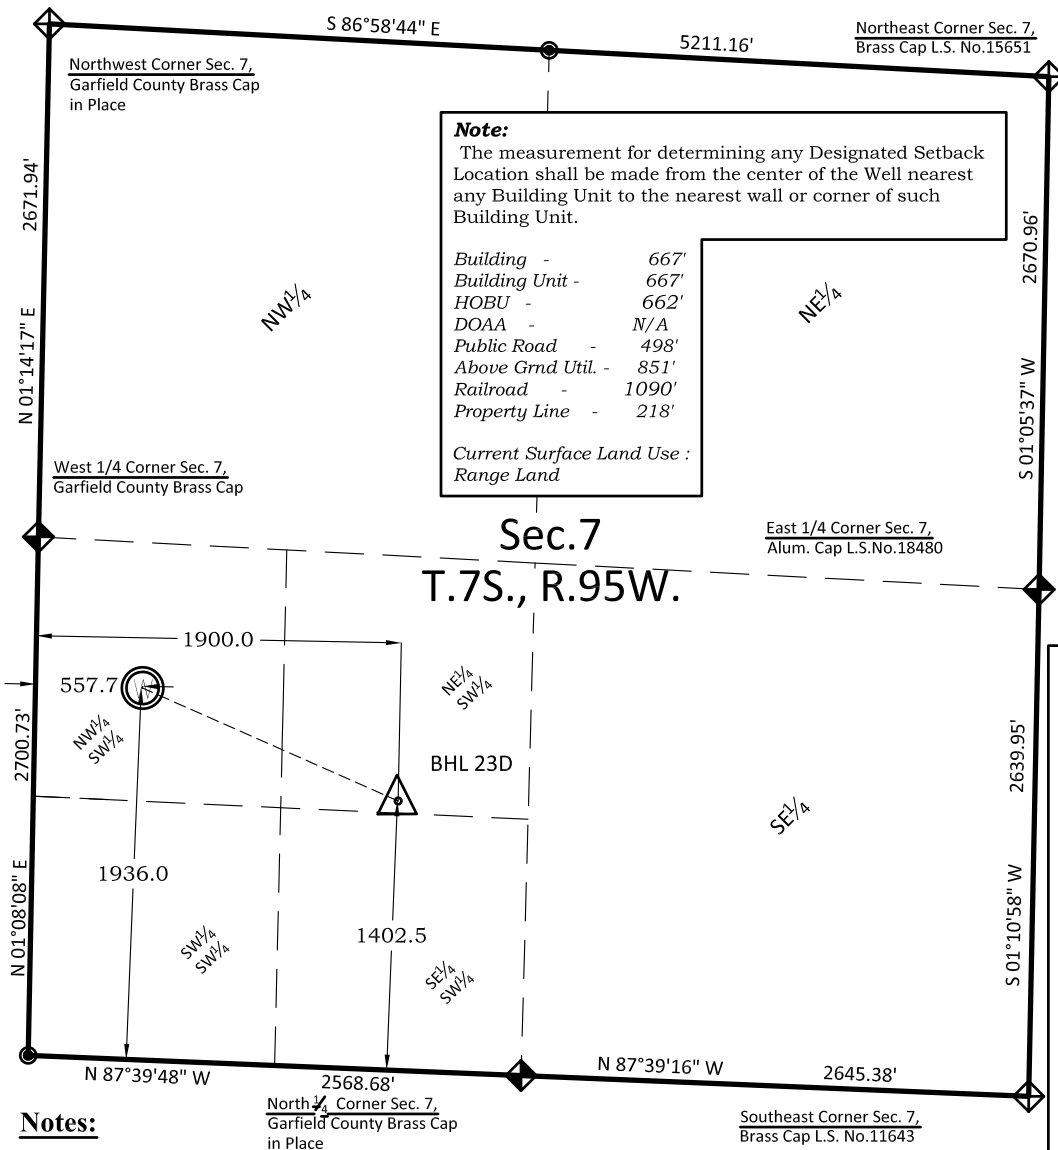 S 86°58'44" E
5211.16'
Northeast Corner Sec. 7,
Brass Cap L.S. No.15651
Northwest Corner Sec. 7,
Garfield County Brass Cap
in Place
2671.94'
N 01°14'17" E
Note:
The measurement for determining any Designated Setback
Location shall be made from the center of the Well nearest
any Building Unit to the nearest wall or corner of such
Building Unit.
Building - 667'
Building Unit - 667'
HOBU - 662'
DOAA - N/A
Public Road - 498'
Above Grnd Util. - 851'
Railroad - 1090'
Property Line - 218'
Current Surface Land Use :
Range Land
NW¼
NE¼
2670.96'
S 01°05'37" W
West 1/4 Corner Sec. 7,
Garfield County Brass Cap
Sec.7
T.7S., R.95W.
East 1/4 Corner Sec. 7,
Alum. Cap L.S.No.18480
1900.0
557.7
NW¼
SW¼
NE¼
SW¼
BHL 23D
2700.73'
N 01°08'08" E
1936.0
1402.5
SW¼
SW¼
SE¼
SW¼
SE¼
2639.95'
S 01°10'58" W
N 87°39'48" W
2568.68'
N 87°39'16" W
2645.38'
North ¼ Corner Sec. 7,
Garfield County Brass Cap
in Place
Southeast Corner Sec. 7,
Brass Cap L.S. No.11643
Notes: